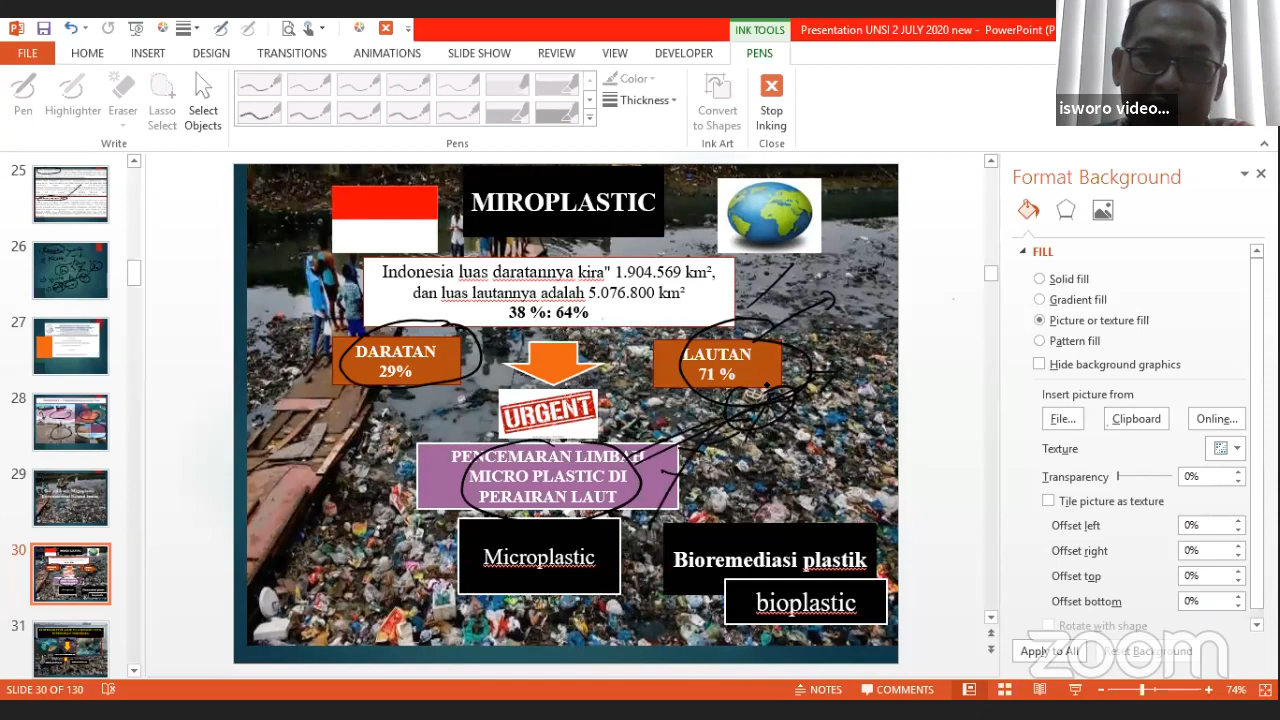 INK TOOLS
Presentation UNSI 2 JULY 2020 new - PowerPoint (P
FILE
HOME
INSERT
DESIGN
TRANSITIONS
ANIMATIONS
SLIDE SHOW
REVIEW
VIEW
DEVELOPER
PENS
isworo video...
Pen
Highlighter
Eraser
Lasso Select
Select Objects
Color
Thickness
Convert to Shapes
Stop Inking
Write
Pens
Ink Art
Close
25
26
27
28
29
30
31
MIROPLASTIC
Indonesia luas daratannya kira" 1.904.569 km²,
dan luas lautannya adalah 5.076.800 km²
38 %: 64%
DARATAN
29%
LAUTAN
71 %
URGENT
PENCEMARAN LIMBAH
MICRO PLASTIC DI
PERAIRAN LAUT
Microplastic
Bioremediasi plastik
bioplastic
Format Background
FILL
Solid fill
Gradient fill
Picture or texture fill
Pattern fill
Hide background graphics
Insert picture from
File...
Clipboard
Online...
Texture
Transparency
0%
Tile picture as texture
Offset left
0%
Offset right
0%
Offset top
0%
Offset bottom
0%
Rotate with shape
Apply to All
Reset Background
zoom
SLIDE 30 OF 130
NOTES
COMMENTS
74%